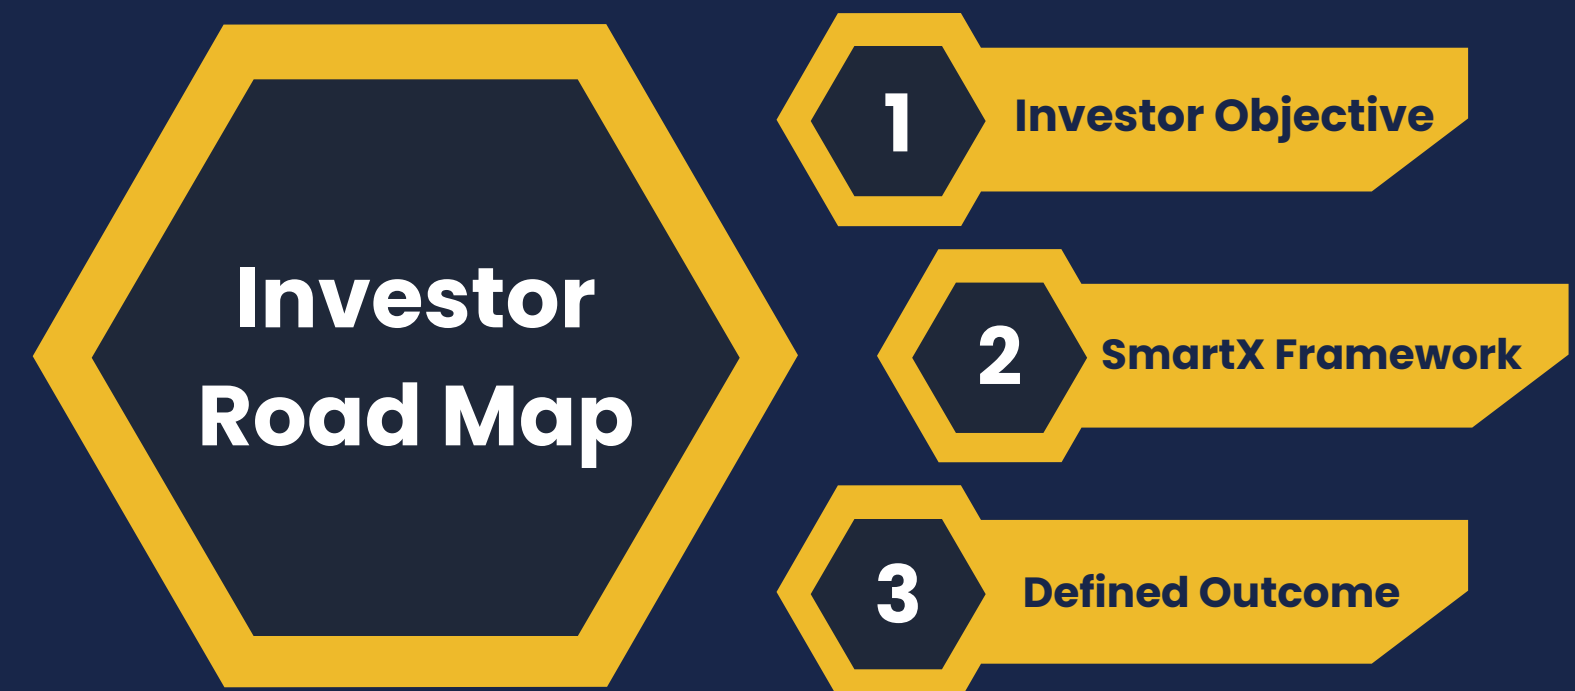 Investor
Road Map
1
Investor Objective
2
SmartX Framework
3
Defined Outcome